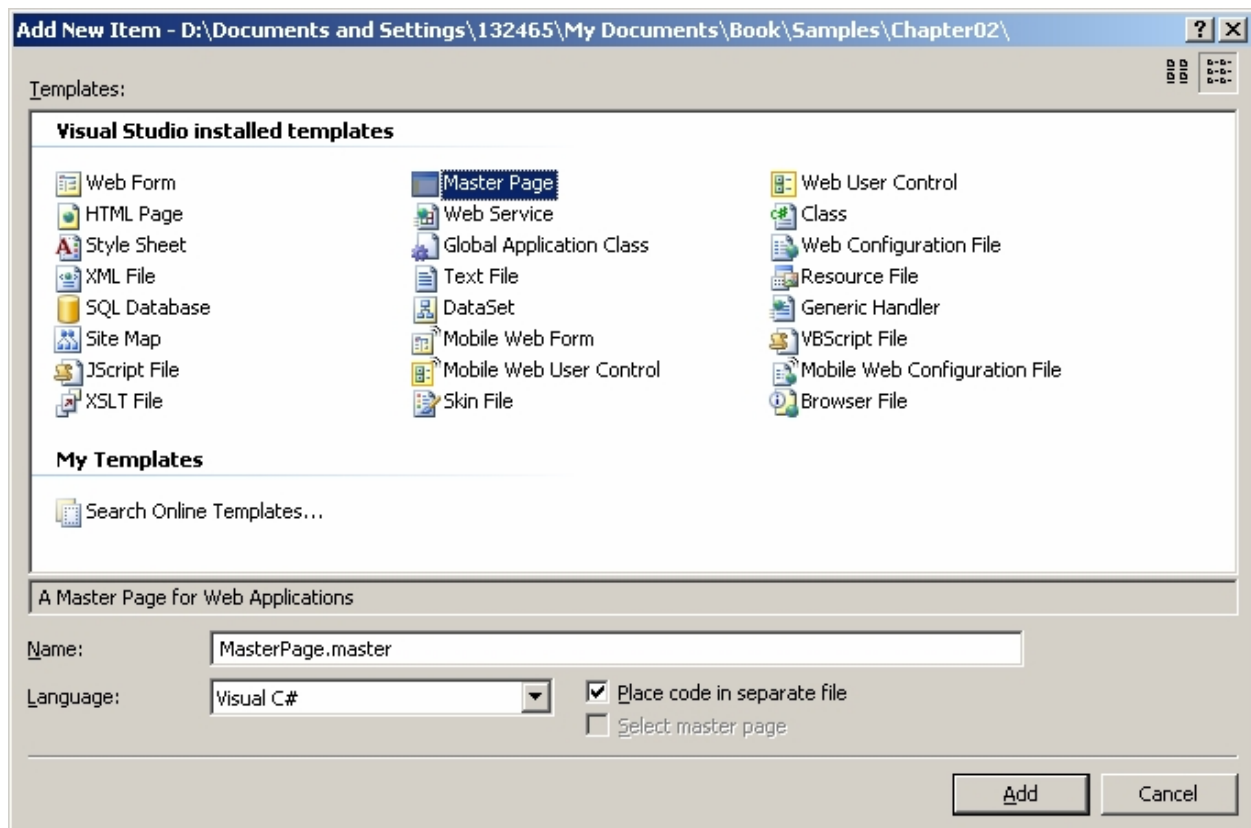 Add New Item - D:\Documents and Settings\132465\My Documents\Book\Samples\Chapter02\
Templates:
Visual Studio installed templates
Web Form
Master Page
Web User Control
HTML Page
Web Service
Class
Style Sheet
Global Application Class
Web Configuration File
XML File
Text File
Resource File
SQL Database
DataSet
Generic Handler
Site Map
Mobile Web Form
VBScript File
JScript File
Mobile Web User Control
Mobile Web Configuration File
XSLT File
Skin File
Browser File
My Templates
Search Online Templates...
A Master Page for Web Applications
Name:
MasterPage.master
Language:
Visual C#
Place code in separate file
Select master page
Add
Cancel